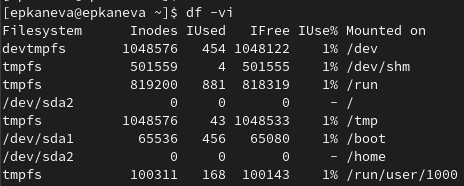 [epkaneva@epkaneva ~]$ df -vi
Filesystem      Inodes IUsed   IFree IUse% Mounted on
devtmpfs       1048576   454 1048122    1% /dev
tmpfs           501559     4  501555    1% /dev/shm
tmpfs           819200   881  818319    1% /run
/dev/sda2            0     0       0     - /
tmpfs          1048576    43 1048533    1% /tmp
/dev/sda1        65536   456   65080    1% /boot
/dev/sda2            0     0       0     - /home
tmpfs           100311   168  100143    1% /run/user/1000